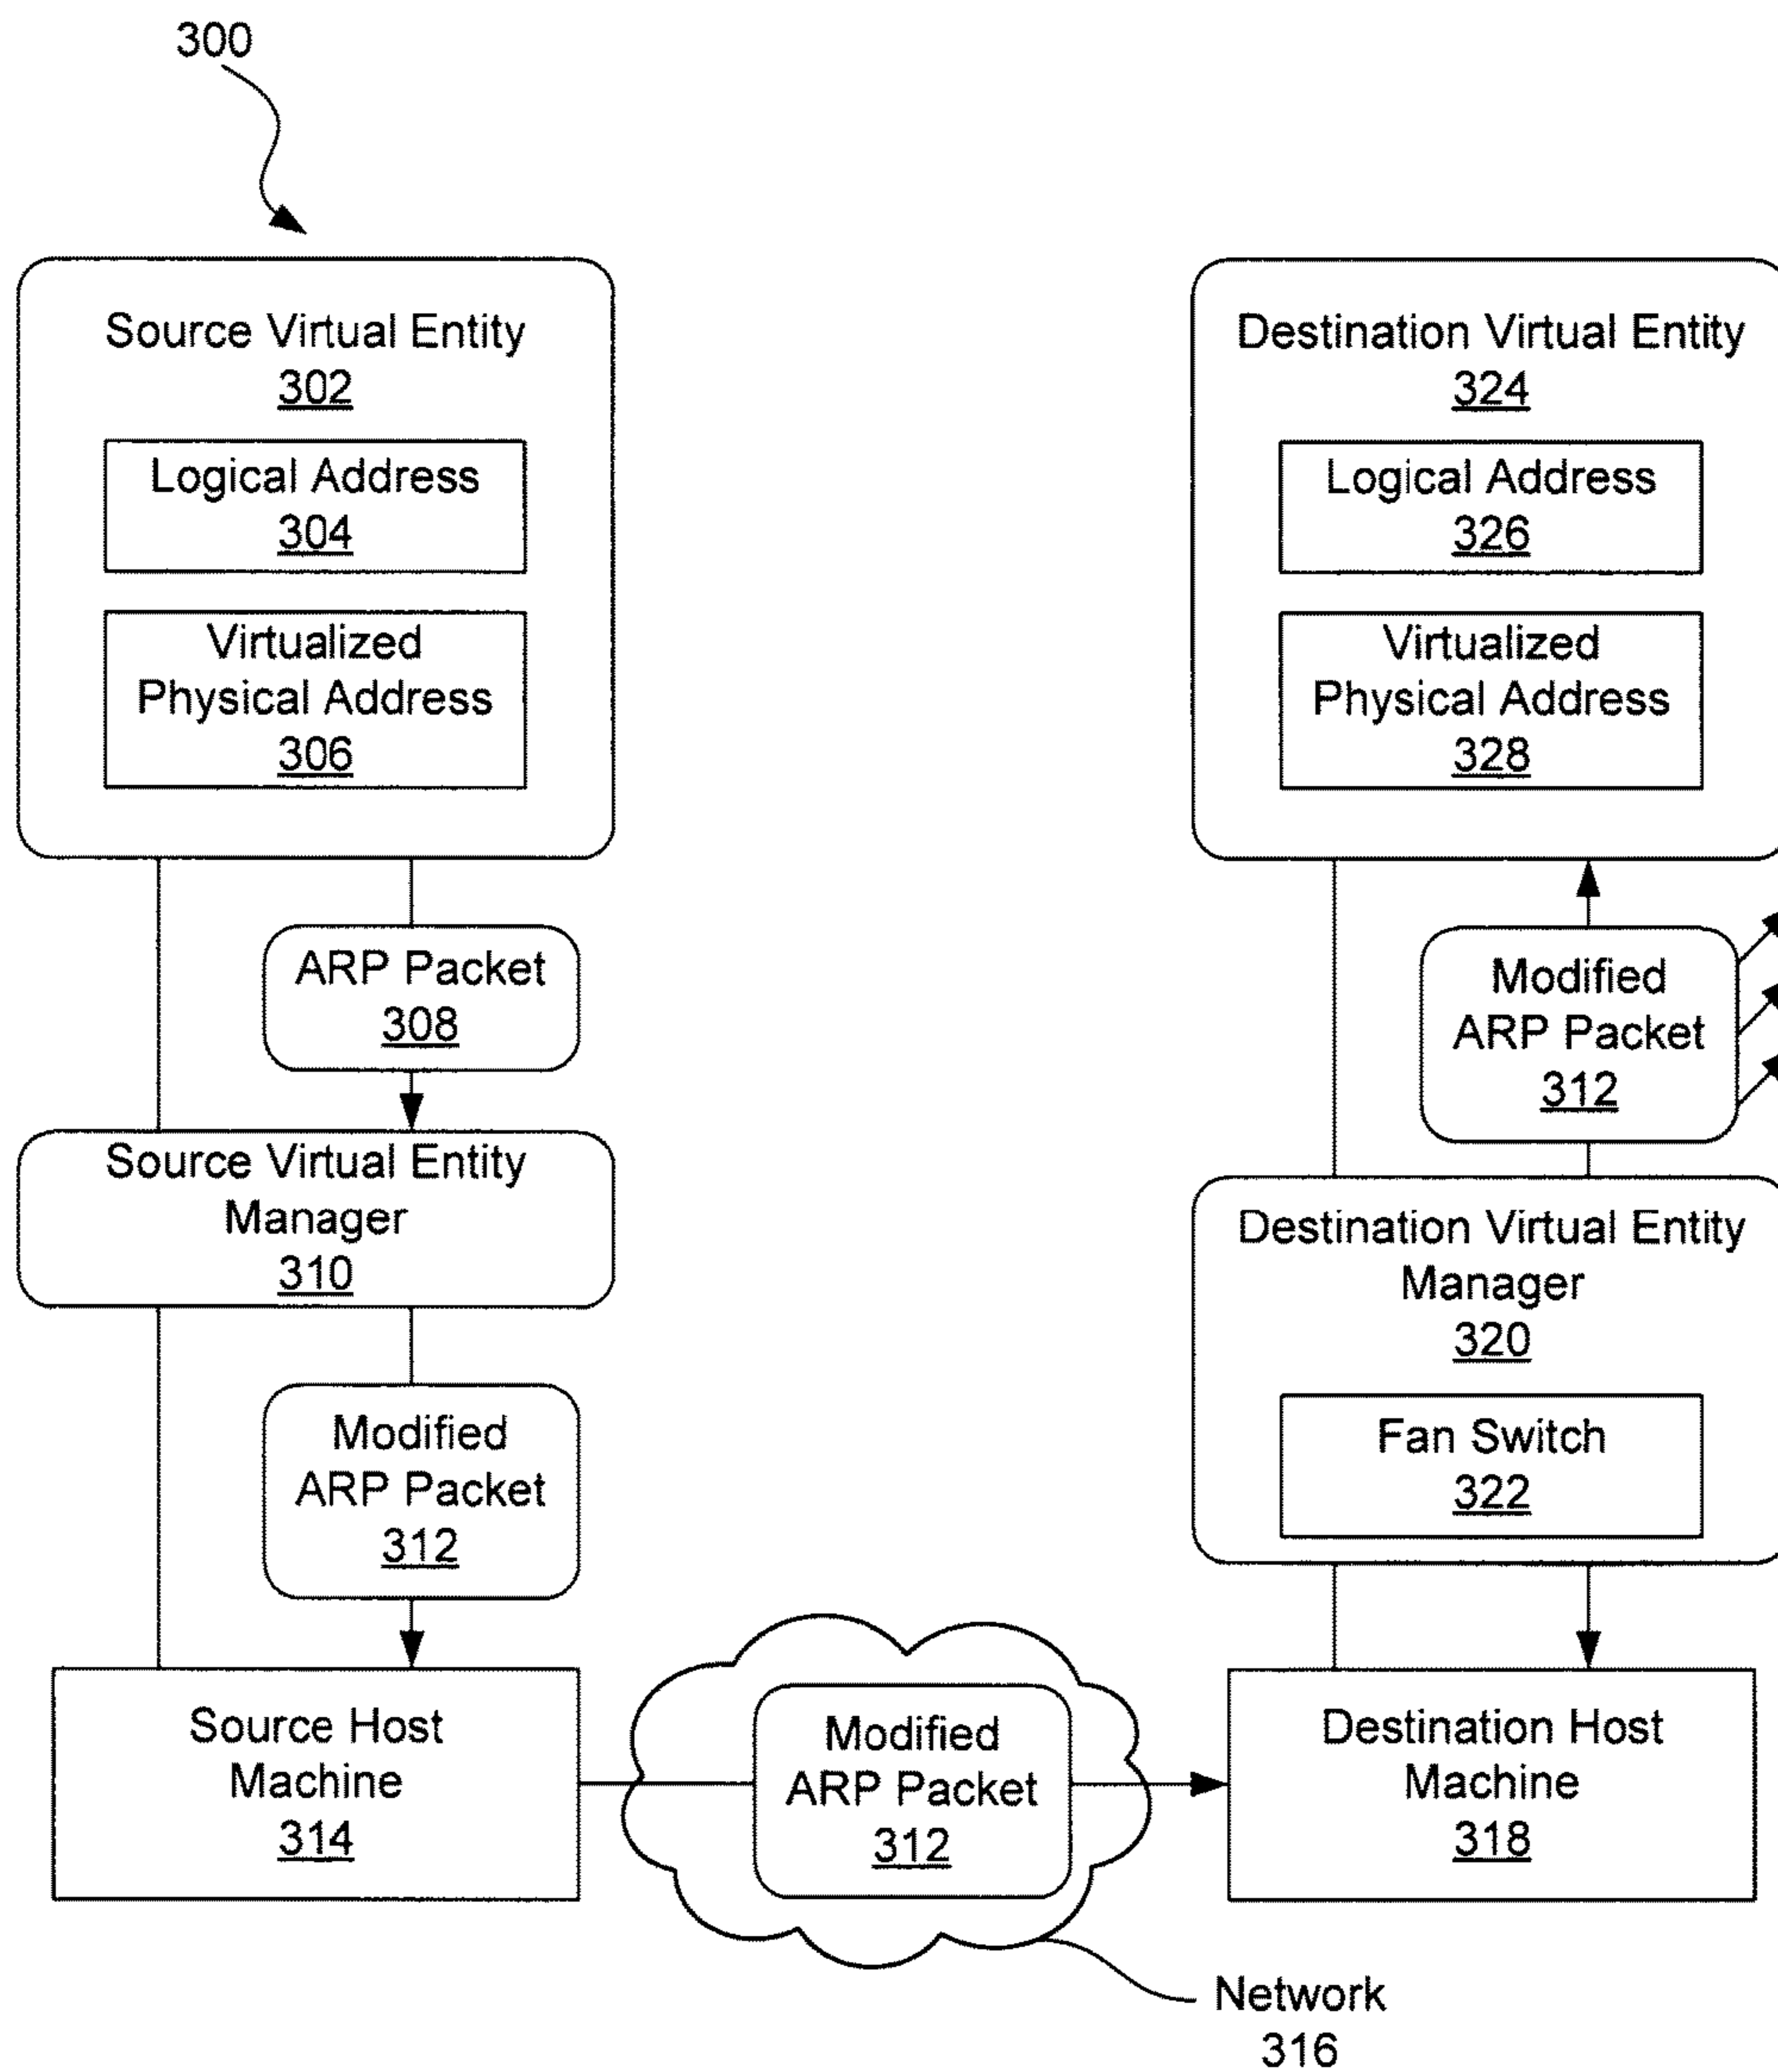 300
Source Virtual Entity
302
Logical Address
304
Virtualized
Physical Address
306
ARP Packet
308
Source Virtual Entity
Manager
310
Modified
ARP Packet
312
Source Host
Machine
314
Modified
ARP Packet
312
Network
316
Destination Virtual Entity
324
Logical Address
326
Virtualized
Physical Address
328
Modified
ARP Packet
312
Destination Virtual Entity
Manager
320
Fan Switch
322
Destination Host
Machine
318